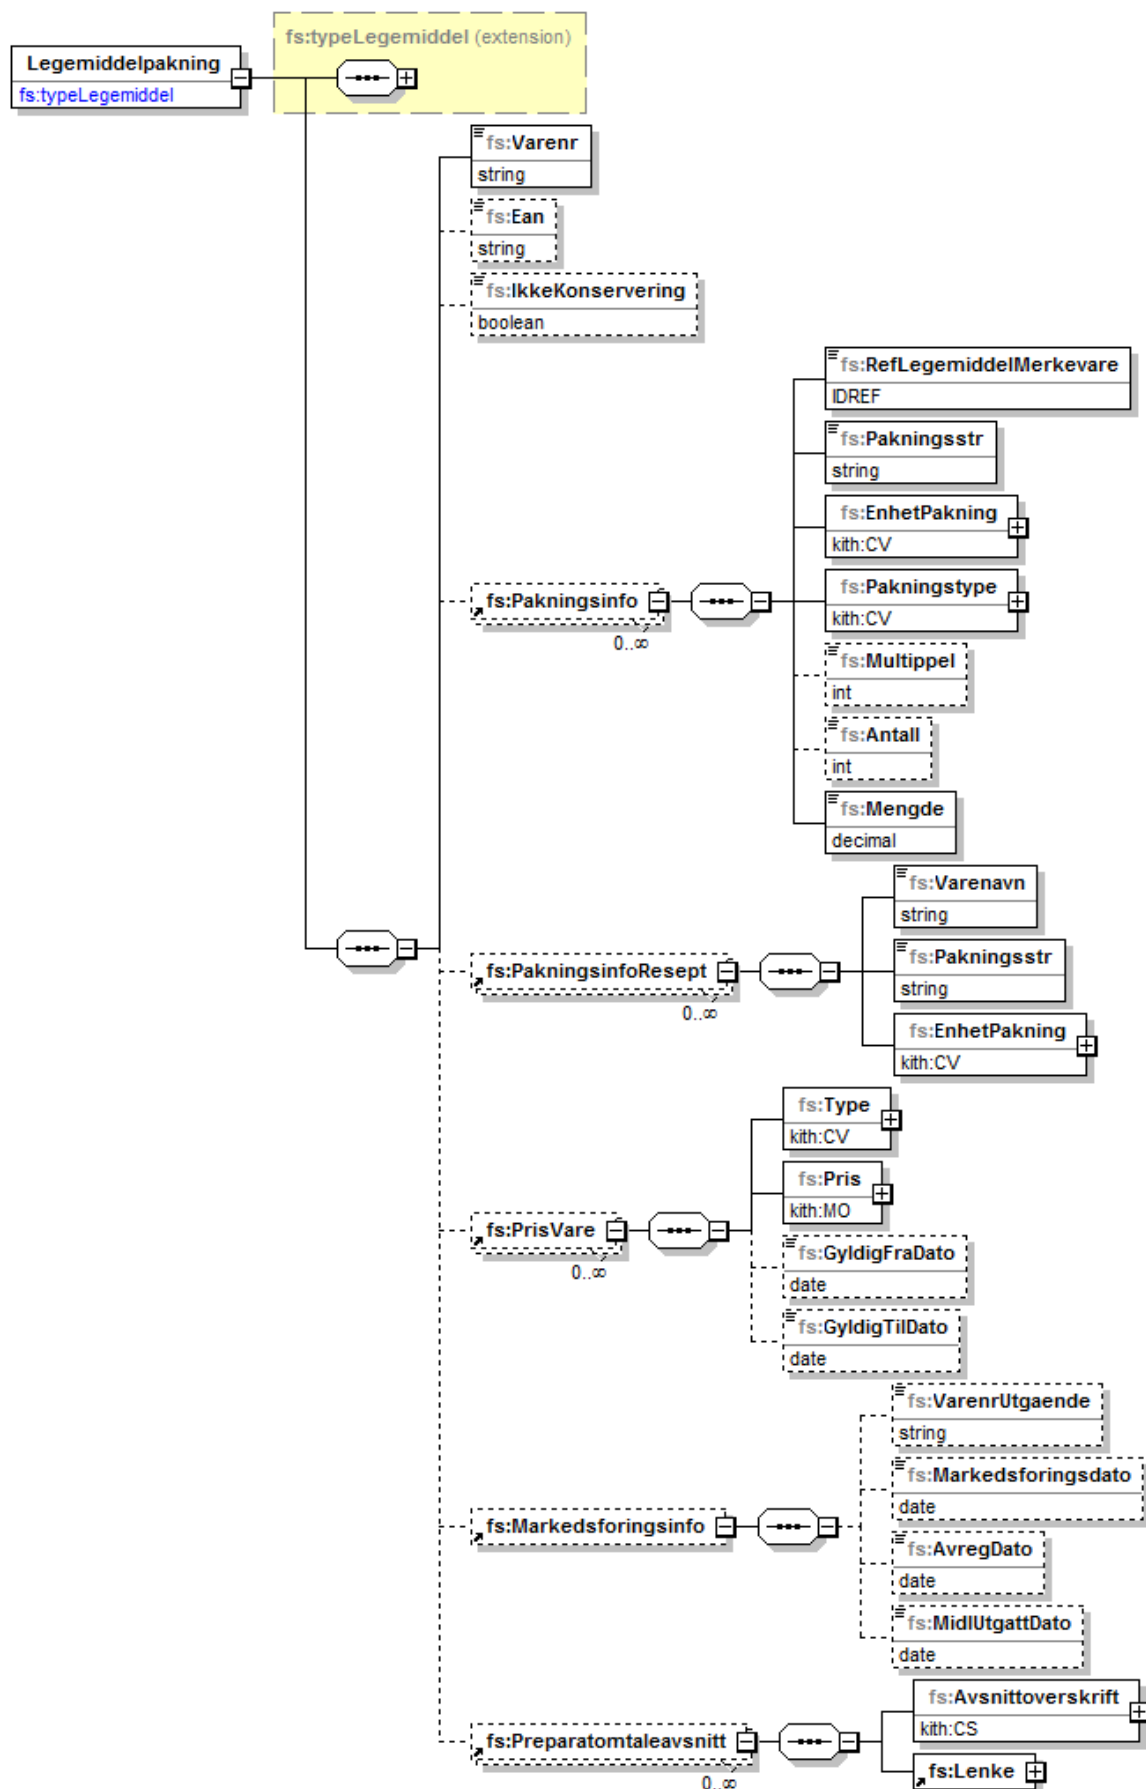 fs:typeLegemiddel (extension)
Legemiddelpakning
fs:typeLegemiddel
fs:Varenr
string
fs:Ean
string
fs:IkkeKonservering
boolean
fs:RefLegemiddelMerkevare
IDREF
fs:Pakningsstr
string
fs:EnhetPakning
kith:CV
fs:Pakningstype
kith:CV
fs:Pakningsinfo
0..∞
fs:Multippel
int
fs:Antall
int
fs:Mengde
decimal
fs:Varenavn
string
fs:PakningsinfoResept
0..∞
fs:Pakningsstr
string
fs:EnhetPakning
kith:CV
fs:Type
kith:CV
fs:Pris
kith:MO
fs:PrisVare
0..∞
fs:GyldigFraDato
date
fs:GyldigTilDato
date
fs:VarenrUtgaende
string
fs:Markedsforingsdato
date
fs:Markedsforingsinfo
fs:AvregDato
date
fs:MidlUtgattDato
date
fs:Avsnittoverskrift
kith:CS
fs:Preparatomtaleavsnitt
0..∞
fs:Lenke